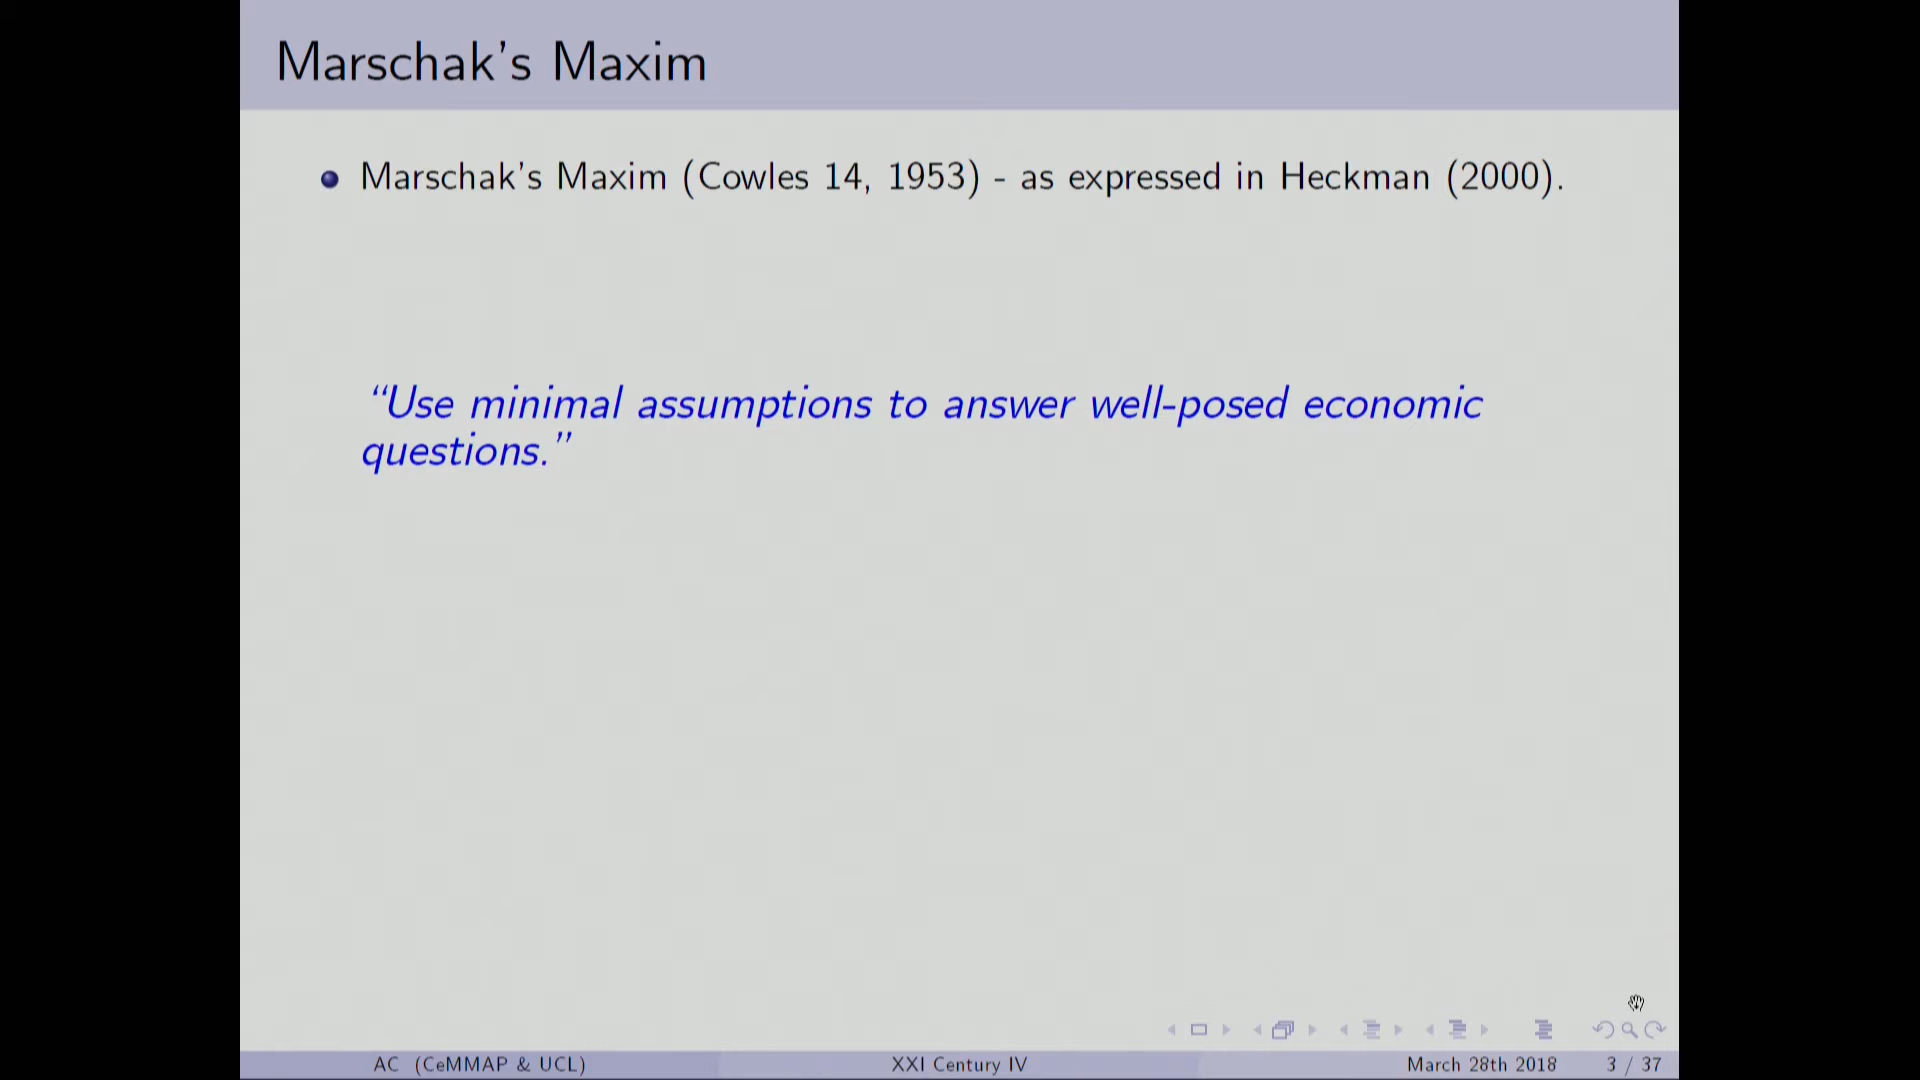 Marschak's Maxim
Marschak's Maxim (Cowles 14, 1953) - as expressed in Heckman (2000).
“Use minimal assumptions to answer well-posed economic
questions.”
AC (CeMMAP & UCL) XXI Century IV March 28th 2018 3 / 37